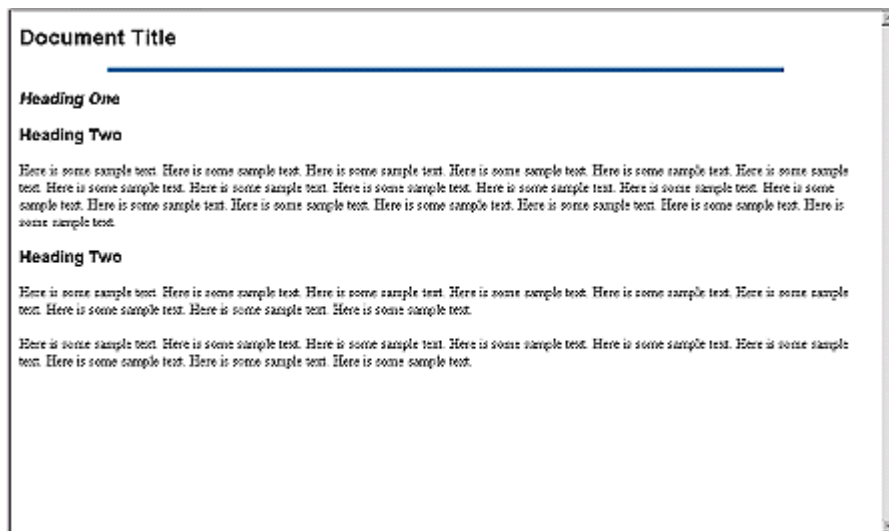 Document Title
Heading One
Heading Two
Here is some sample text. Here is some sample text. Here is some sample text. Here is some sample text. Here is some sample text. Here is some sample
text. Here is some sample text. Here is some sample text. Here is some sample text. Here is some sample text. Here is some sample text. Here is some
sample text. Here is some sample text. Here is some sample text. Here is some sample text. Here is some sample text. Here is some sample text. Here is
some sample text.
Heading Two
Here is some sample text. Here is some sample text. Here is some sample text. Here is some sample text. Here is some sample text. Here is some sample
text. Here is some sample text. Here is some sample text. Here is some sample text.
Here is some sample text. Here is some sample text. Here is some sample text. Here is some sample text. Here is some sample text. Here is some sample
text. Here is some sample text. Here is some sample text. Here is some sample text.